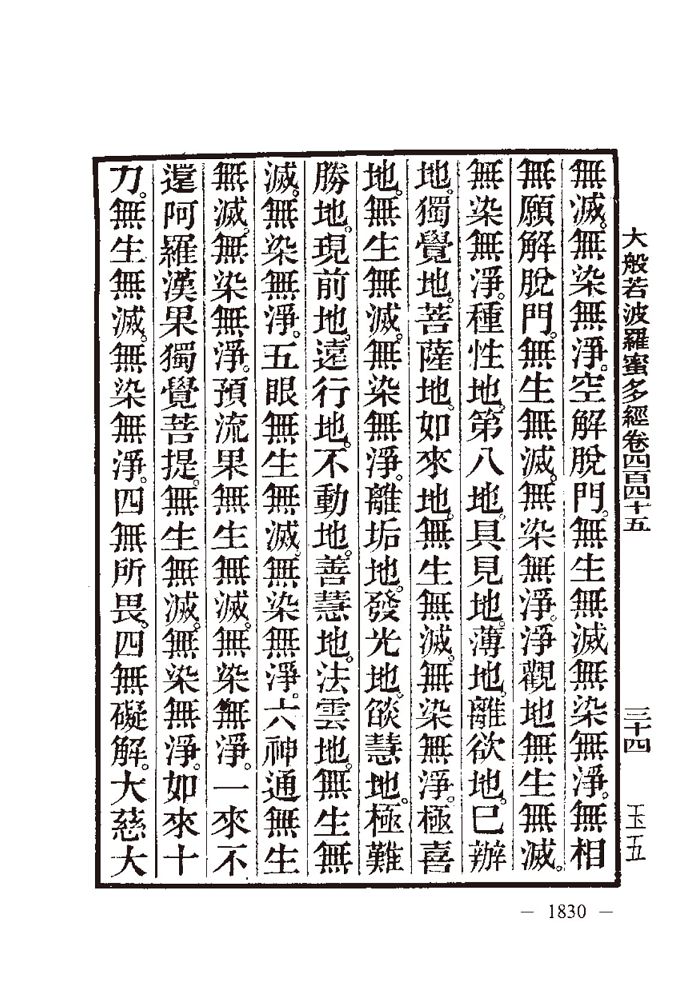 大般若波羅蜜多經卷四百四十五　三十四　玉五
無滅。無染無淨。空解脫門。無生無滅無染無淨。無相
無願解脫門。無生無滅。無染無淨。淨觀地無生無滅。
無染無淨。種性地。第八地。具見地。薄地。離欲地。已辦
地。獨覺地。菩薩地。如來地。無生無滅。無染無淨。極喜
地。無生無滅。無染無淨。離垢地。發光地。燄慧地。極難
勝地。現前地。遠行地。不動地。善慧地。法雲地。無生無
滅。無染無淨。五眼無生無滅。無染無淨。六神通無生
無滅。無染無淨。預流果無生無滅。無染無淨。一來不
還阿羅漢果獨覺菩提。無生無滅。無染無淨。如來十
力。無生無滅。無染無淨。四無所畏。四無礙解。大慈大
— 1830 —